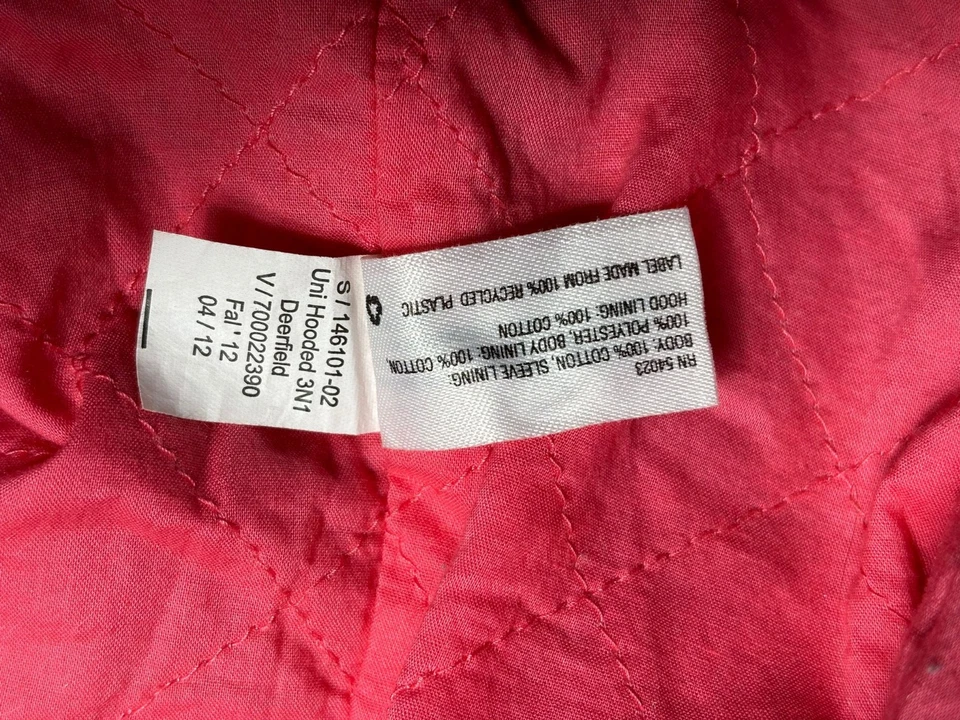 S / 146101-02
Uni Hooded 3N1
Deerfield
V/ 7000022390
Fal' 12
04 / 12
RN 54023
BODY: 100% COTTON, SLEEVE LINING:
100% POLYESTER, BODY LINING: 100% COTTON,
HOOD LINING: 100% COTTON
LABEL MADE FROM 100% RECYCLED PLASTIC